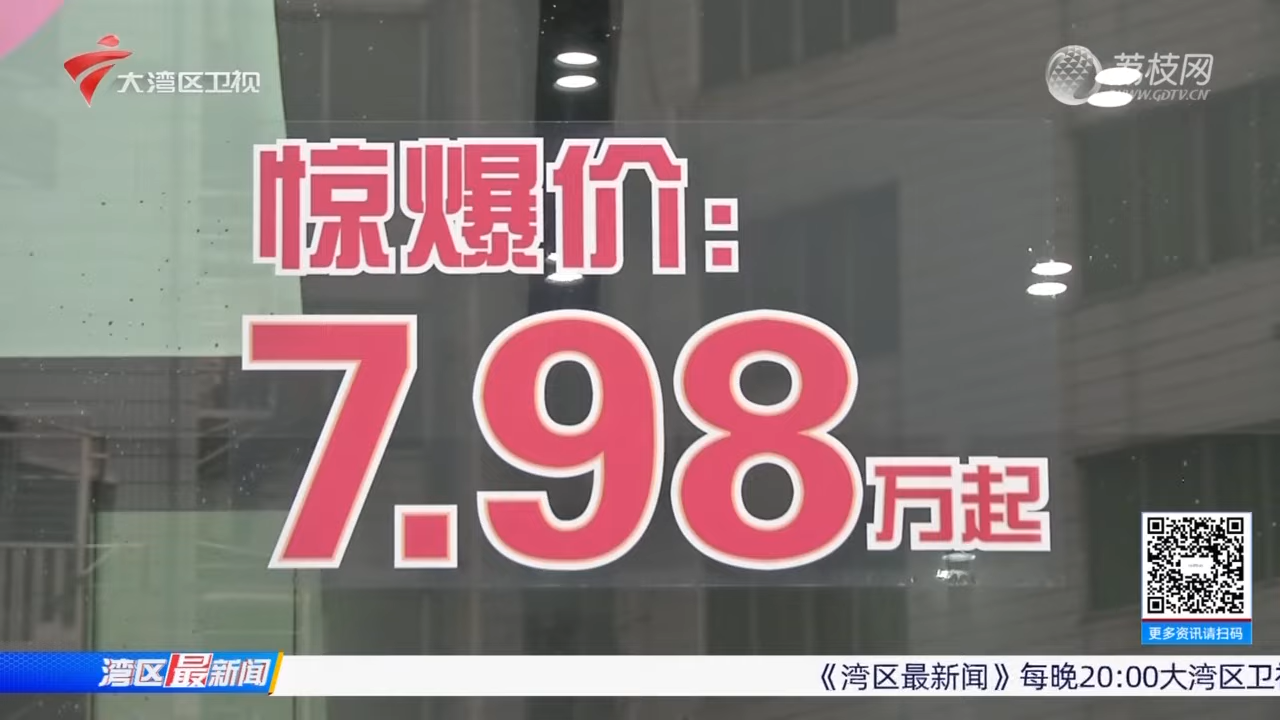 大湾区卫视
荔枝网
WWW.GDTV.CN
惊爆价:
7.98万起
更多资讯请扫码
湾区最新闻
《湾区最新闻》每晚20:00大湾区卫视